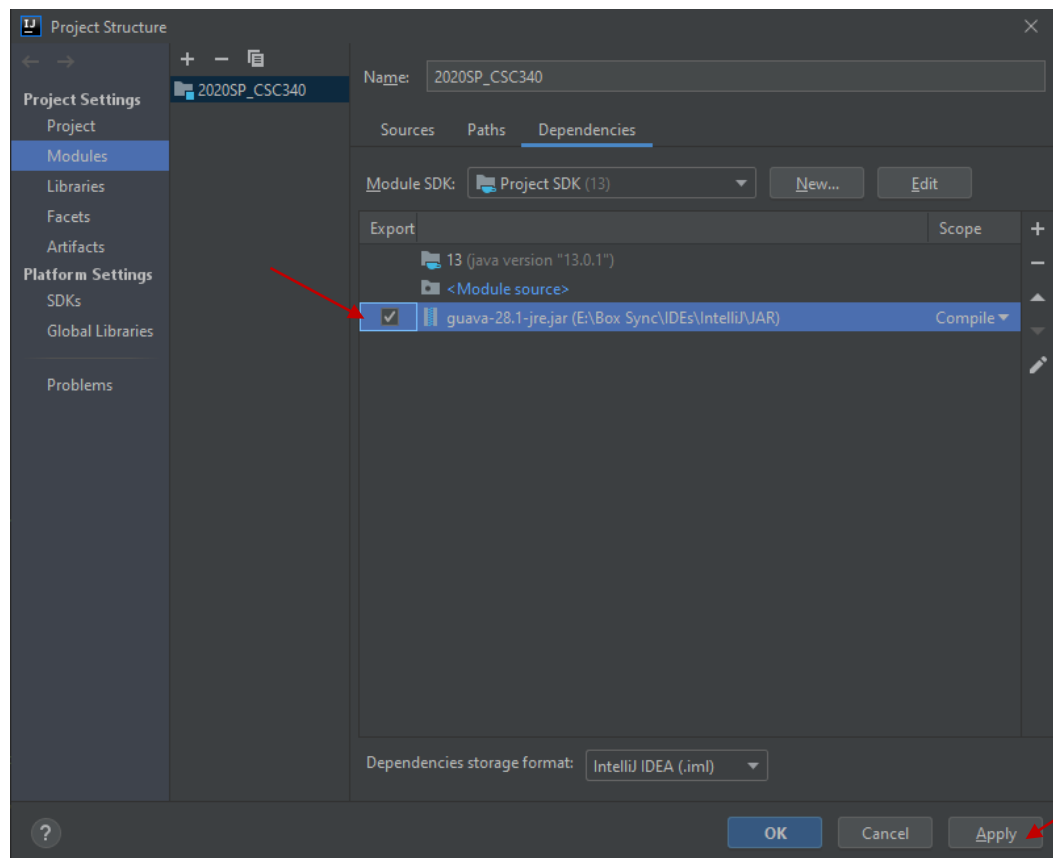 Project Structure
Name: 2020SP_CSC340
2020SP_CSC340
Project Settings
Project
Modules
Libraries
Facets
Artifacts
Platform Settings
SDKs
Global Libraries
Problems
Sources Paths Dependencies
Module SDK: Project SDK (13) New... Edit
Export Scope
13 (java version "13.0.1")
<Module source>
guava-28.1-jre.jar (E:\Box Sync\IDEs\IntelliJ\JAR) Compile
Dependencies storage format: IntelliJ IDEA (.iml)
? OK Cancel Apply